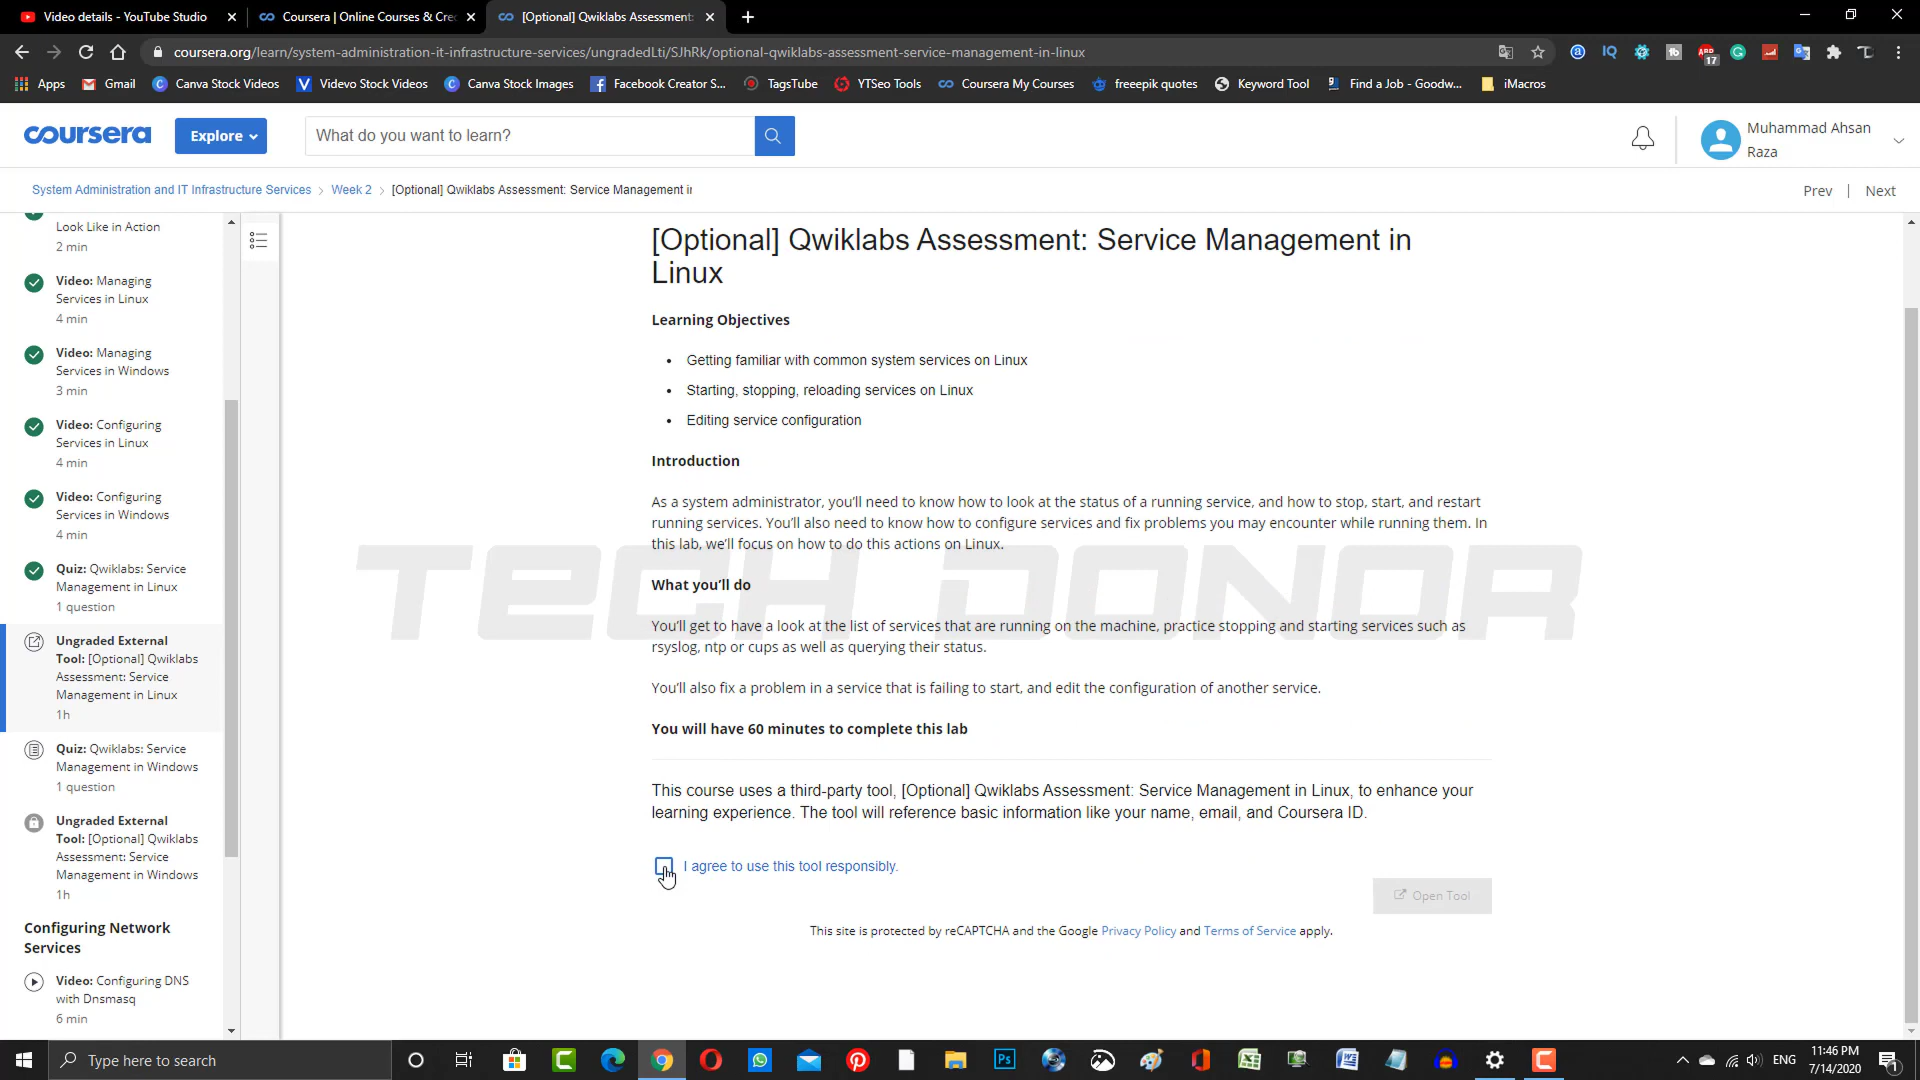 Video details - YouTube Studio
Coursera | Online Courses & Cre
[Optional] Qwiklabs Assessment:
coursera.org/learn/system-administration-it-infrastructure-services/ungradedLti/SJhRk/optional-qwiklabs-assessment-service-management-in-linux
Apps Gmail Canva Stock Videos Videvo Stock Videos Canva Stock Images Facebook Creator S... TagsTube YTSeo Tools Coursera My Courses freeepik quotes Keyword Tool Find a Job - Goodw... iMacros
coursera
Explore
What do you want to learn?
Muhammad Ahsan
Raza
System Administration and IT Infrastructure Services > Week 2 > [Optional] Qwiklabs Assessment: Service Management in
Prev | Next
Look Like in Action
2 min
Video: Managing
Services in Linux
4 min
Video: Managing
Services in Windows
3 min
Video: Configuring
Services in Linux
4 min
Video: Configuring
Services in Windows
4 min
Quiz: Qwiklabs: Service
Management in Linux
1 question
Ungraded External
Tool: [Optional] Qwiklabs
Assessment: Service
Management in Linux
1h
Quiz: Qwiklabs: Service
Management in Windows
1 question
Ungraded External
Tool: [Optional] Qwiklabs
Assessment: Service
Management in Windows
1h
Configuring Network
Services
Video: Configuring DNS
with Dnsmasq
6 min
[Optional] Qwiklabs Assessment: Service Management in
Linux
Learning Objectives
• Getting familiar with common system services on Linux
• Starting, stopping, reloading services on Linux
• Editing service configuration
Introduction
As a system administrator, you'll need to know how to look at the status of a running service, and how to stop, start, and restart
running services. You'll also need to know how to configure services and fix problems you may encounter while running them. In
this lab, we'll focus on how to do this actions on Linux.
TECH DONOR
What you'll do
You'll get to have a look at the list of services that are running on the machine, practice stopping and starting services such as
rsyslog, ntp or cups as well as querying their status.
You'll also fix a problem in a service that is failing to start, and edit the configuration of another service.
You will have 60 minutes to complete this lab
This course uses a third-party tool, [Optional] Qwiklabs Assessment: Service Management in Linux, to enhance your
learning experience. The tool will reference basic information like your name, email, and Coursera ID.
I agree to use this tool responsibly.
Open Tool
This site is protected by reCAPTCHA and the Google Privacy Policy and Terms of Service apply.
Type here to search
ENG
11:46 PM
7/14/2020